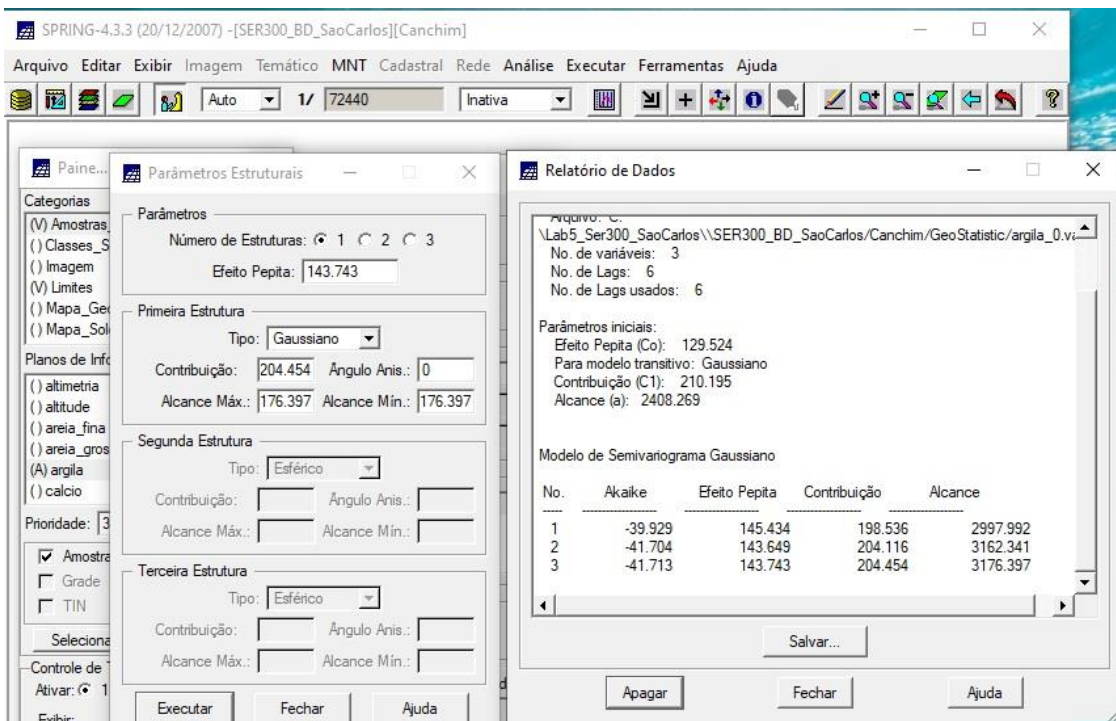 SPRING-4.3.3 (20/12/2007) -[SER300_BD_SaoCarlos][Canchim]
Arquivo Editar Exibir Imagem Temático MNT Cadastral Rede Análise Executar Ferramentas Ajuda
Auto 1/ 72440 Inativa
Paine...
Categorias
(V) Amostras_
( ) Classes_S
( ) Imagem
(V) Limites
( ) Mapa_Geo
( ) Mapa_Solo
Planos de Info
( ) altimetria
( ) altitude
( ) areia_fina
( ) areia_gros
(A) argila
( ) calcio
Prioridade: 3
Amostra
Grade
TIN
Seleciona
Controle de T
Ativar: 1
Exibir:
Parâmetros Estruturais
Parâmetros
Número de Estruturas: 1 2 3
Efeito Pepita: 143.743
Primeira Estrutura
Tipo: Gaussiano
Contribuição: 204.454 Ângulo Anis.: 0
Alcance Máx.: 176.397 Alcance Mín.: 176.397
Segunda Estrutura
Tipo: Esférico
Contribuição: Ângulo Anis.:
Alcance Máx.: Alcance Mín.:
Terceira Estrutura
Tipo: Esférico
Contribuição: Ângulo Anis.:
Alcance Máx.: Alcance Mín.:
Executar Fechar Ajuda
Relatório de Dados
Arquivo: C:
\Lab5_Ser300_SaoCarlos\\SER300_BD_SaoCarlos/Canchim/GeoStatistic/argila_0.va
No. de variáveis: 3
No. de Lags: 6
No. de Lags usados: 6
Parâmetros iniciais:
Efeito Pepita (Co): 129.524
Para modelo transitivo: Gaussiano
Contribuição (C1): 210.195
Alcance (a): 2408.269
Modelo de Semivariograma Gaussiano
No. Akaike Efeito Pepita Contribuição Alcance
1 -39.929 145.434 198.536 2997.992
2 -41.704 143.649 204.116 3162.341
3 -41.713 143.743 204.454 3176.397
Salvar...
Apagar Fechar Ajuda